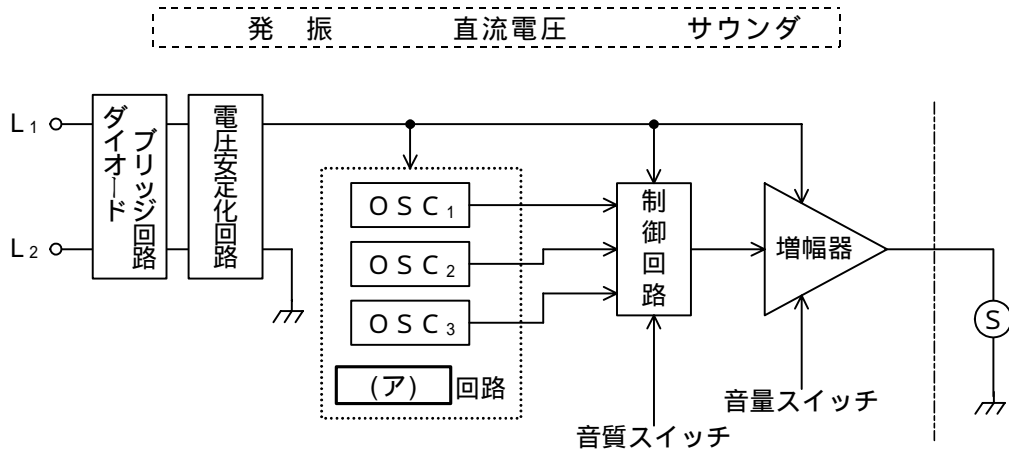 発 振 直流電圧 サウンダ
L1
L2
ダイオード
ブリッジ回路
電圧安定化回路
OSC1
OSC2
OSC3
(ア) 回路
制御回路
増幅器
S
音量スイッチ
音質スイッチ